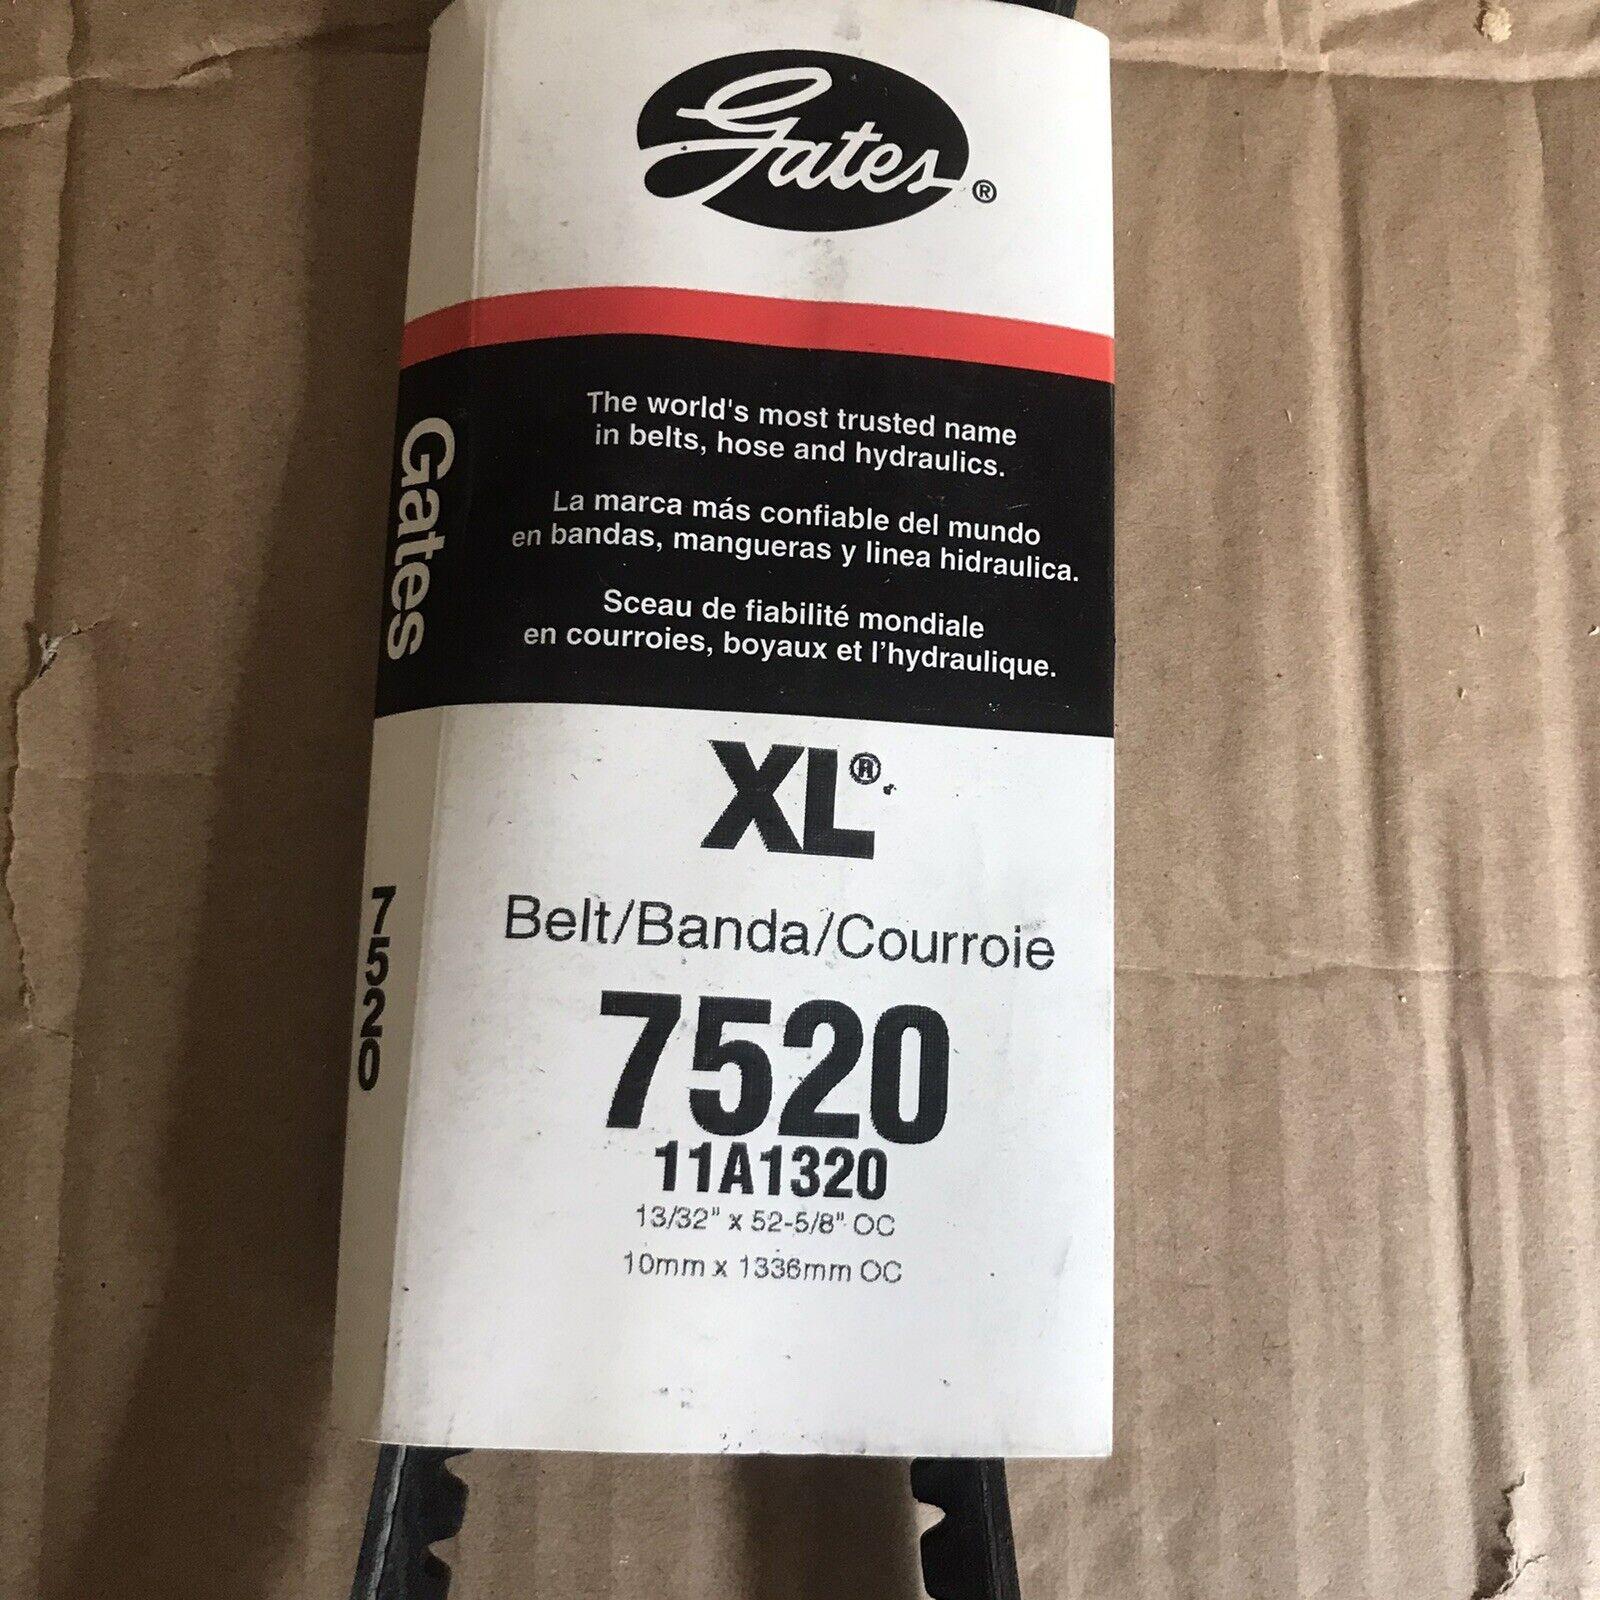 Gates®
The world's most trusted name
in belts, hose and hydraulics.
La marca más confiable del mundo
en bandas, mangueras y linea hidraulica.
Sceau de fiabilité mondiale
en courroies, boyaux et l'hydraulique.
Gates
XL®
Belt/Banda/Courroie
7520
11A1320
13/32" x 52-5/8" OC
10mm x 1336mm OC
7520